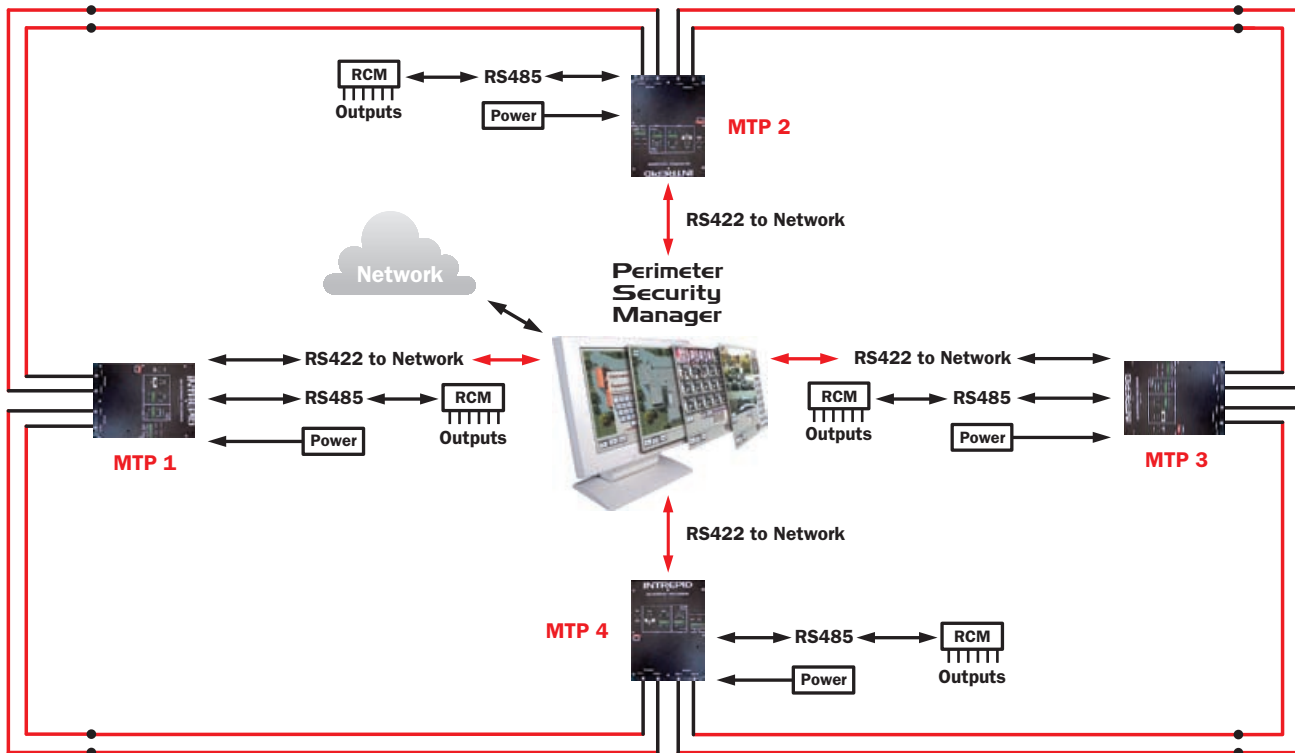 RCM
RS485
Outputs
Power
MTP 2
INTREPID
RS422 to Network
Network
Perimeter
Security
Manager
RS422 to Network
RS485
RCM
Outputs
Power
MTP 1
RS422 to Network
RCM
RS485
Outputs
Power
MTP 3
RS422 to Network
INTREPID
MTP 4
RS485
RCM
Outputs
Power